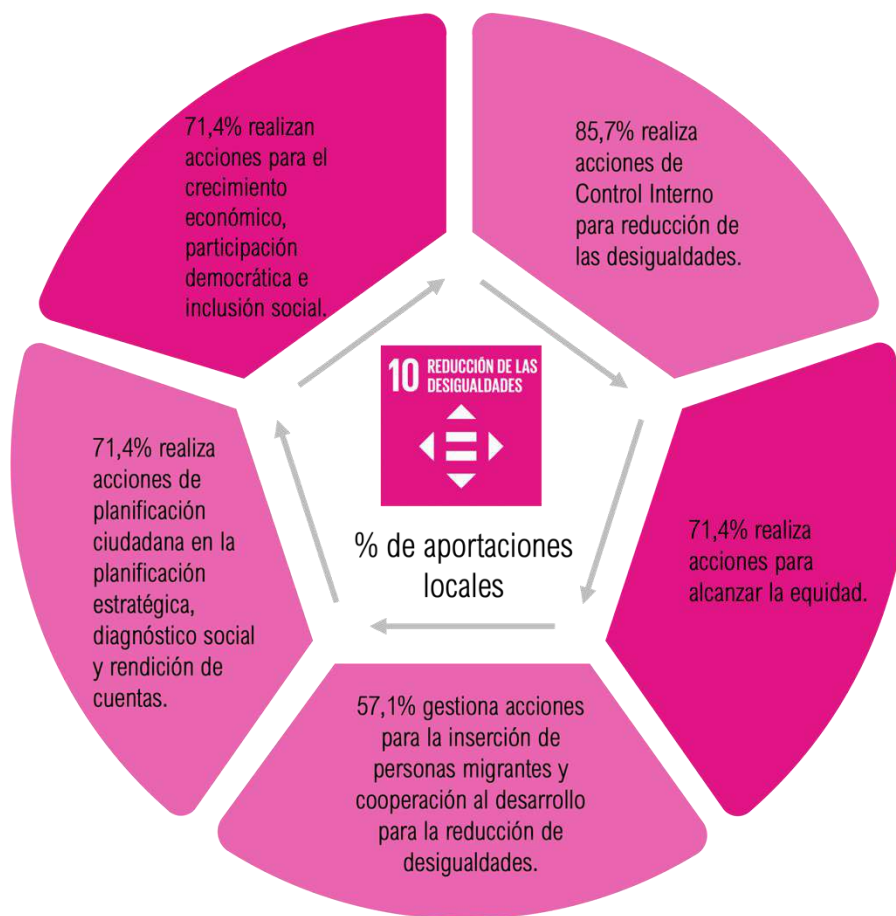 71,4% realizan
acciones para el
crecimiento
económico,
participación
democrática e
inclusión social.
85,7% realiza
acciones de
Control Interno
para reducción de
las desigualdades.
71,4% realiza
acciones para
alcanzar la equidad.
57,1% gestiona acciones
para la inserción de
personas migrantes y
cooperación al desarrollo
para la reducción de
desigualdades.
71,4% realiza
acciones de
planificación
ciudadana en la
planificación
estratégica,
diagnóstico social
y rendición de
cuentas.
10 REDUCCIÓN DE LAS
DESIGUALDADES
% de aportaciones
locales